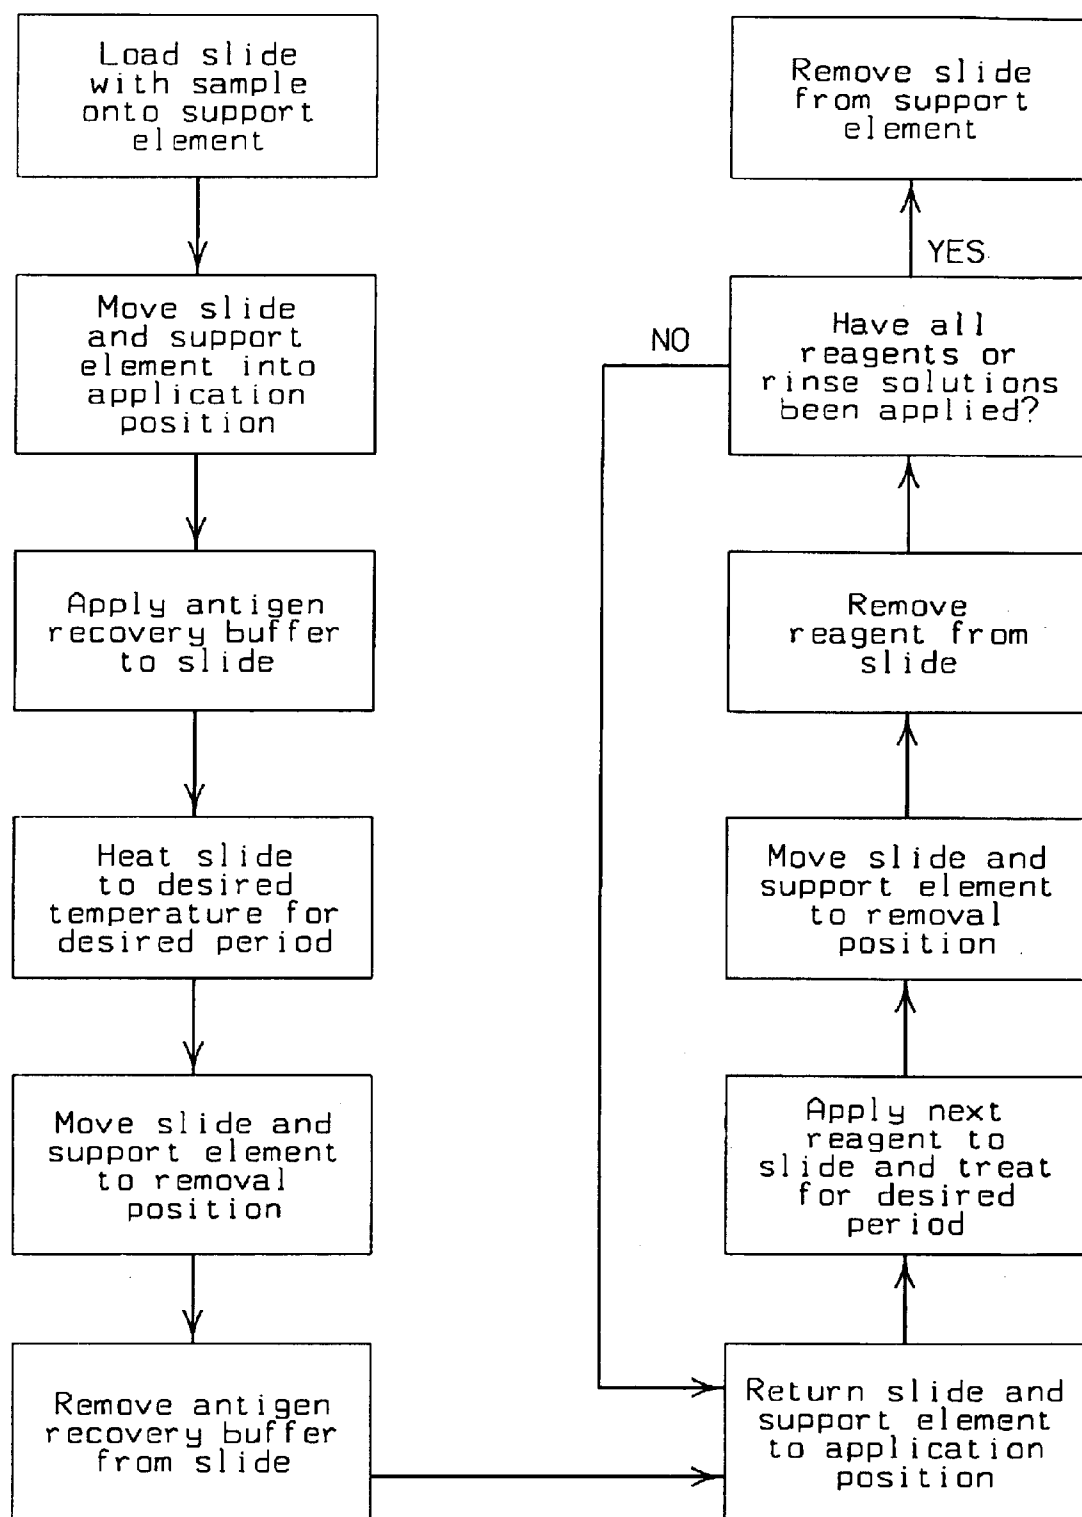 Load slide
with sample
onto support
element
Move slide
and support
element into
application
position
Apply antigen
recovery buffer
to slide
Heat slide
to desired
temperature for
desired period
Move slide and
support element
to removal
position
Remove antigen
recovery buffer
from slide
Return slide and
support element
to application
position
Apply next
reagent to
slide and treat
for desired
period
Move slide and
support element
to removal
position
Remove
reagent from
slide
Have all
reagents or
rinse solutions
been applied?
NO
YES
Remove slide
from support
element